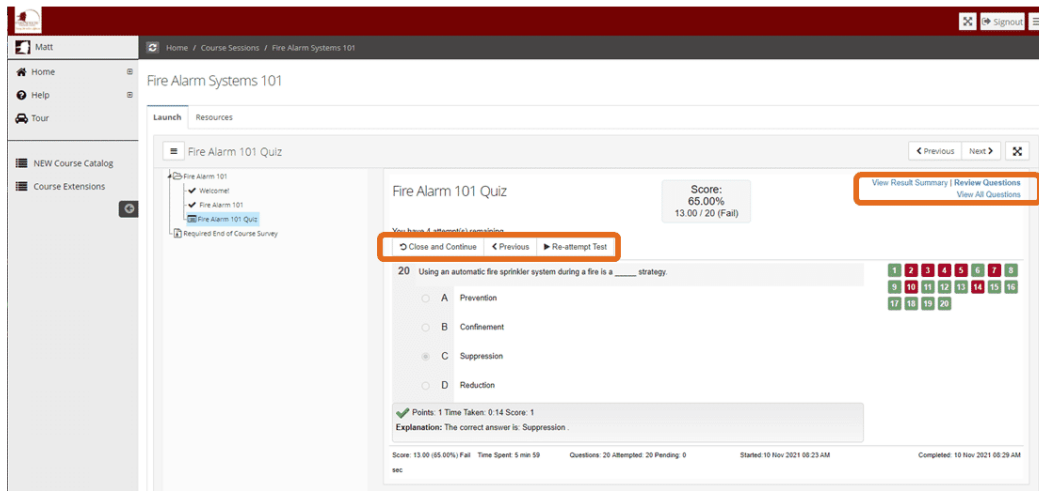 Signout
Matt
Home / Course Sessions / Fire Alarm Systems 101
Home
Help
Tour
NEW Course Catalog
Course Extensions
Fire Alarm Systems 101
Launch Resources
Fire Alarm 101 Quiz
Previous Next
Fire Alarm 101
Welcome!
Fire Alarm 101
Fire Alarm 101 Quiz
Required End of Course Survey
Fire Alarm 101 Quiz
Score:
65.00%
13.00 / 20 (Fail)
View Result Summary | Review Questions
View All Questions
You have 4 attempt(s) remaining
Close and Continue Previous Re-attempt Test
20 Using an automatic fire sprinkler system during a fire is a _____ strategy.
A Prevention
B Confinement
C Suppression
D Reduction
1 2 3 4 5 6 7 8
9 10 11 12 13 14 15 16
17 18 19 20
Points: 1 Time Taken: 0:14 Score: 1
Explanation: The correct answer is: Suppression .
Score: 13.00 (65.00%) Fail Time Spent: 5 min 59 sec
Questions: 20 Attempted: 20 Pending: 0
Started:10 Nov 2021 08:23 AM
Completed: 10 Nov 2021 08:29 AM